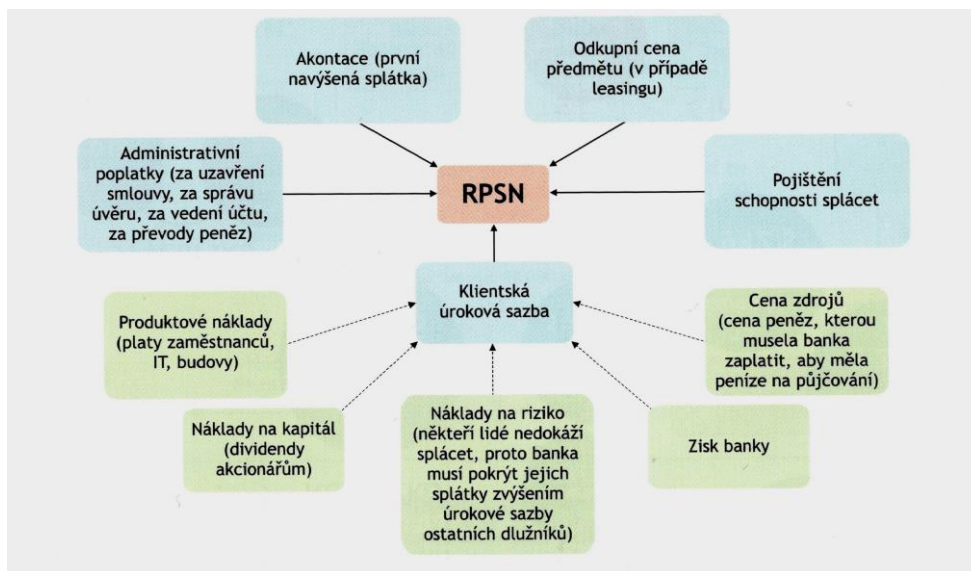 Akontace (první
navýšená splátka)
Odkupní cena
předmětu (v případě
leasingu)
Administrativní
poplatky (za uzavření
smlouvy, za správu
úvěru, za vedení účtu,
za převody peněz)
RPSN
Pojištění
schopnosti splácet
Klientská
úroková sazba
Produktové náklady
(platy zaměstnanců,
IT, budovy)
Cena zdrojů
(cena peněz, kterou
musela banka
zaplatit, aby měla
peníze na půjčování)
Náklady na kapitál
(dividendy
akcionářům)
Náklady na riziko
(někteří lidé nedokáží
splácet, proto banka
musí pokrýt jejich
splátky zvýšením
úrokové sazby
ostatních dlužníků)
Zisk banky